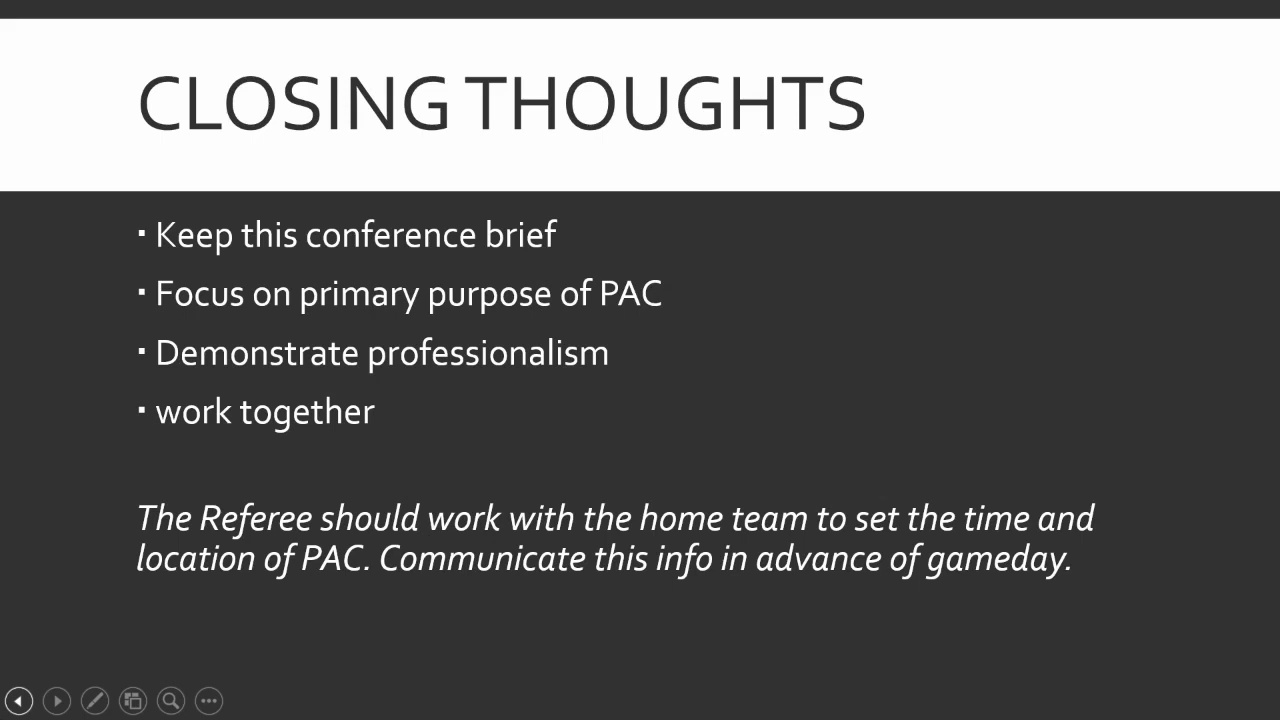 CLOSING THOUGHTS
▪ Keep this conference brief
▪ Focus on primary purpose of PAC
▪ Demonstrate professionalism
▪ work together
The Referee should work with the home team to set the time and
location of PAC. Communicate this info in advance of gameday.